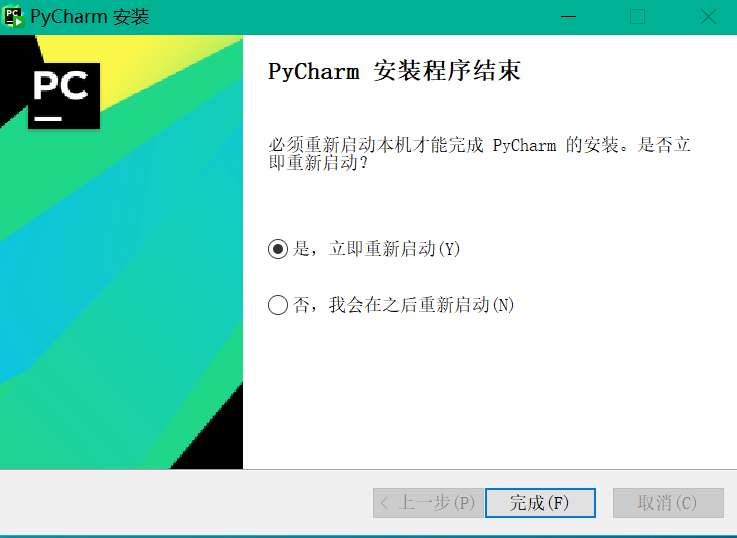 PyCharm 安装
PC
PyCharm 安装程序结束
必须重新启动本机才能完成 PyCharm 的安装。是否立
即重新启动?
是，立即重新启动(Y)
否，我会在之后重新启动(N)
< 上一步(P)
完成(F)
取消(C)